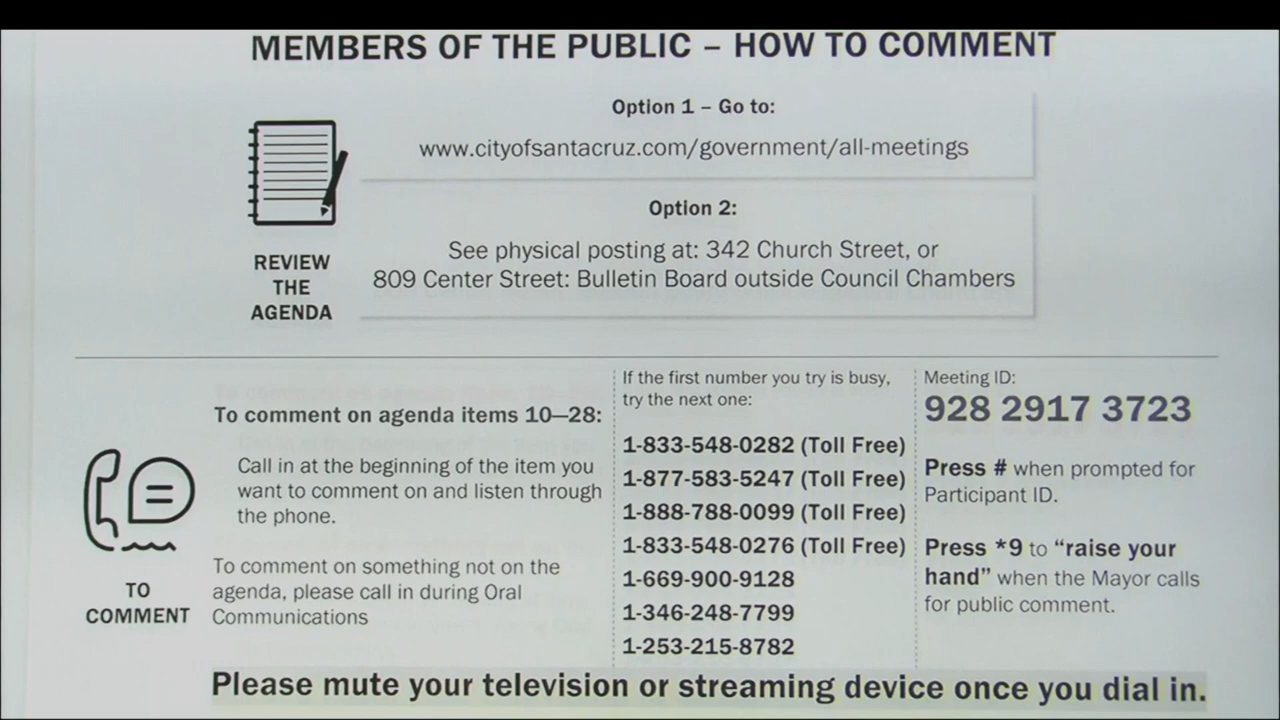 MEMBERS OF THE PUBLIC – HOW TO COMMENT
Option 1 – Go to:
www.cityofsantacruz.com/government/all-meetings
Option 2:
See physical posting at: 342 Church Street, or
809 Center Street: Bulletin Board outside Council Chambers
REVIEW
THE
AGENDA
To comment on agenda items 10—28:
Call in at the beginning of the item you
want to comment on and listen through
the phone.
To comment on something not on the
agenda, please call in during Oral
Communications
TO
COMMENT
If the first number you try is busy,
try the next one:
1-833-548-0282 (Toll Free)
1-877-583-5247 (Toll Free)
1-888-788-0099 (Toll Free)
1-833-548-0276 (Toll Free)
1-669-900-9128
1-346-248-7799
1-253-215-8782
Meeting ID:
928 2917 3723
Press # when prompted for
Participant ID.
Press *9 to “raise your
hand” when the Mayor calls
for public comment.
Please mute your television or streaming device once you dial in.